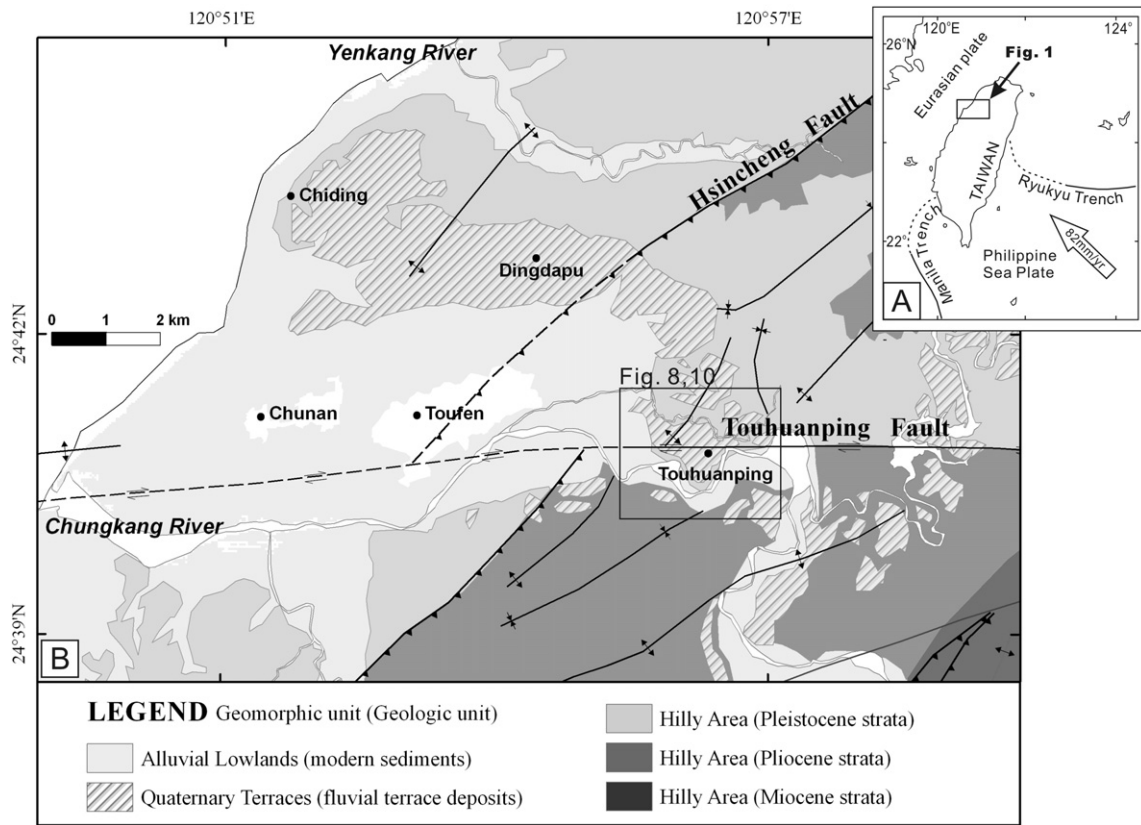 120°51'E
120°57'E
24°42'N
24°39'N
Yenkang River
Chiding
Dingdapu
Hsincheng Fault
0 1 2 km
Chunan
Toufen
Fig. 8,10
Touhuanping Fault
Touhuanping
Chungkang River
B
120°E
124°
26°N
Fig. 1
Eurasian plate
TAIWAN
Ryukyu Trench
22°
Manila Trench
82mm/yr
Philippine
Sea Plate
A
LEGEND Geomorphic unit (Geologic unit)
Alluvial Lowlands (modern sediments)
Quaternary Terraces (fluvial terrace deposits)
Hilly Area (Pleistocene strata)
Hilly Area (Pliocene strata)
Hilly Area (Miocene strata)